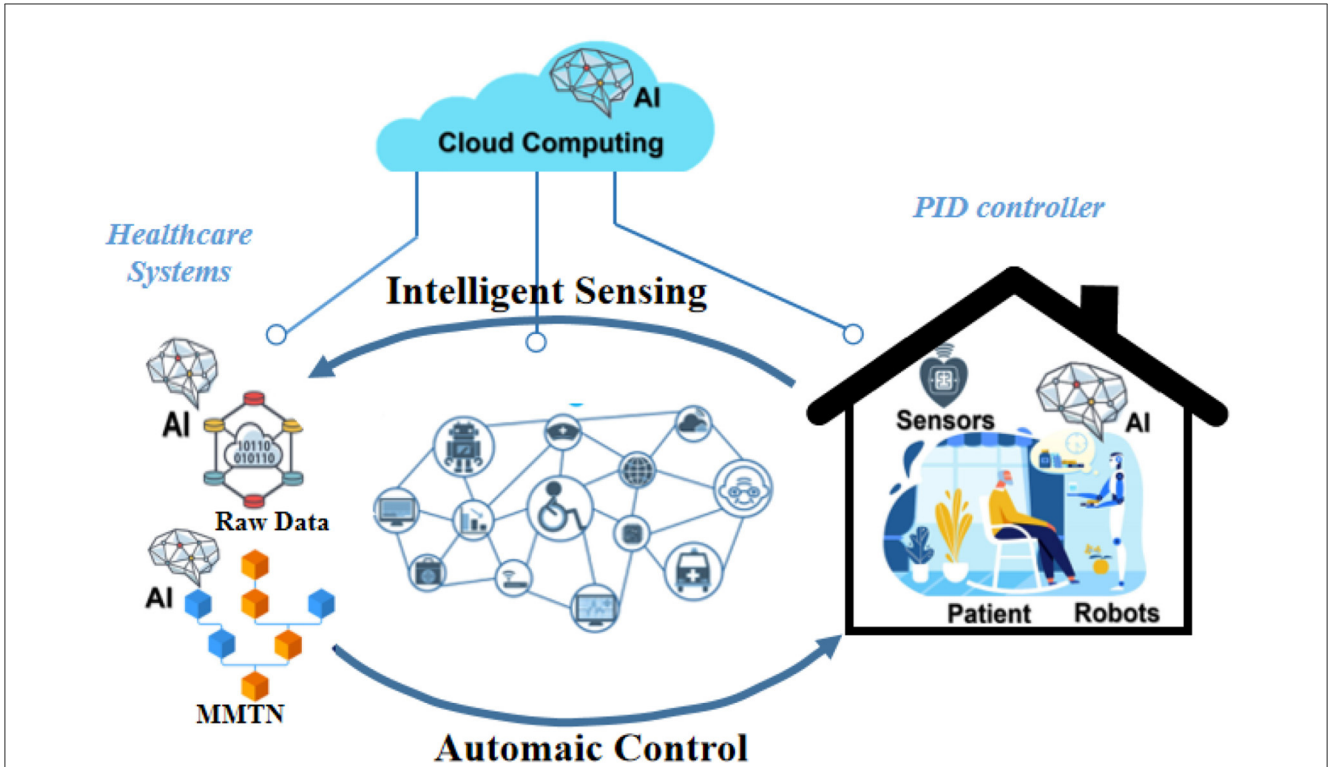 AI
Cloud Computing
PID controller
Healthcare
Systems
Intelligent Sensing
AI
10110
010110
Raw Data
AI
MMTN
Sensors
AI
Patient
Robots
Automaic Control